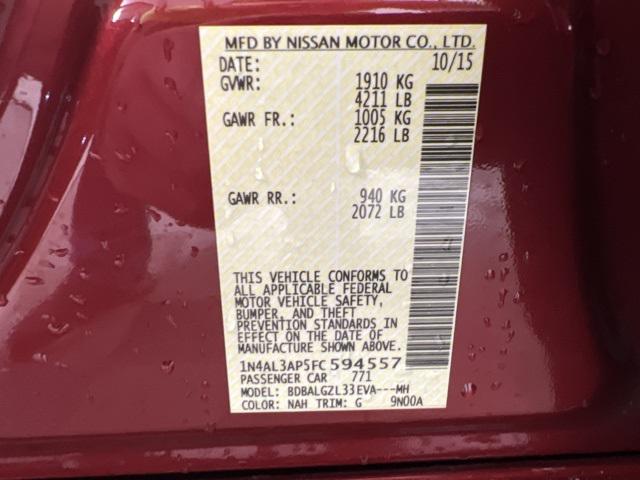 MFD BY NISSAN MOTOR CO., LTD.
DATE: 10/15
GVWR: 1910 KG
4211 LB
GAWR FR.: 1005 KG
2216 LB
GAWR RR.: 940 KG
2072 LB
THIS VEHICLE CONFORMS TO
ALL APPLICABLE FEDERAL
MOTOR VEHICLE SAFETY,
BUMPER, AND THEFT
PREVENTION STANDARDS IN
EFFECT ON THE DATE OF
MANUFACTURE SHOWN ABOVE.
1N4AL3AP5FC594557
PASSENGER CAR 771
MODEL: BDBALGZL33EVA---MH
COLOR: NAH TRIM: G 9N00A